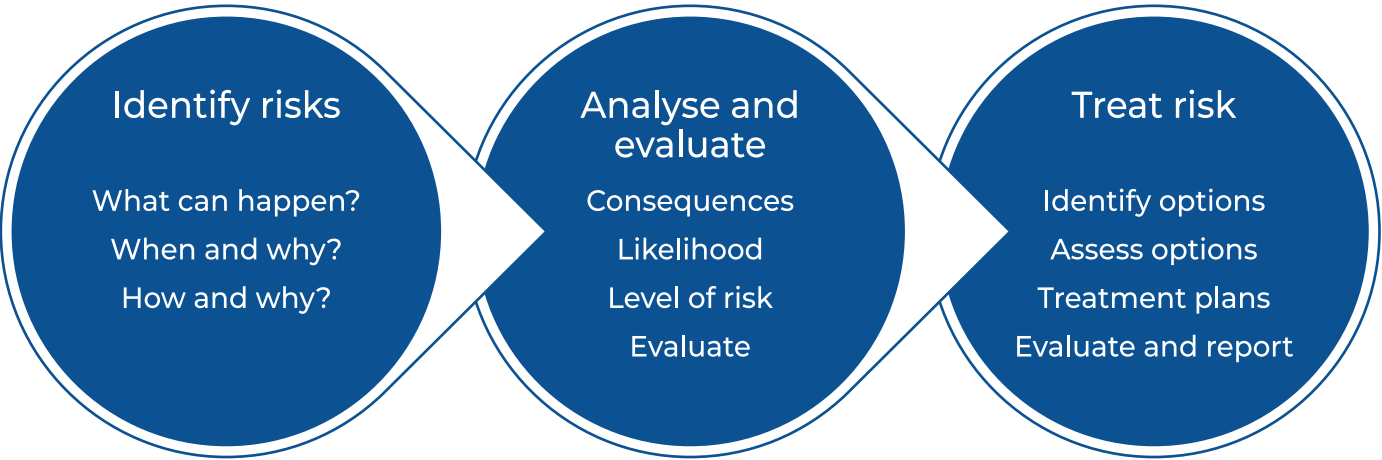 Identify risks
What can happen?
When and why?
How and why?
Analyse and
evaluate
Consequences
Likelihood
Level of risk
Evaluate
Treat risk
Identify options
Assess options
Treatment plans
Evaluate and report